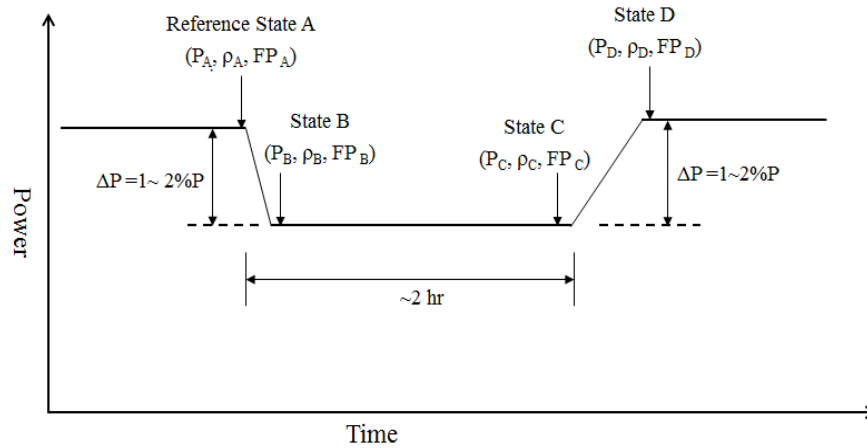 Reference State A
(P_A, ρ_A, FP_A)
State D
(P_D, ρ_D, FP_D)
State B
(P_B, ρ_B, FP_B)
State C
(P_C, ρ_C, FP_C)
ΔP=1~ 2%P
ΔP=1~2%P
~2 hr
Power
Time